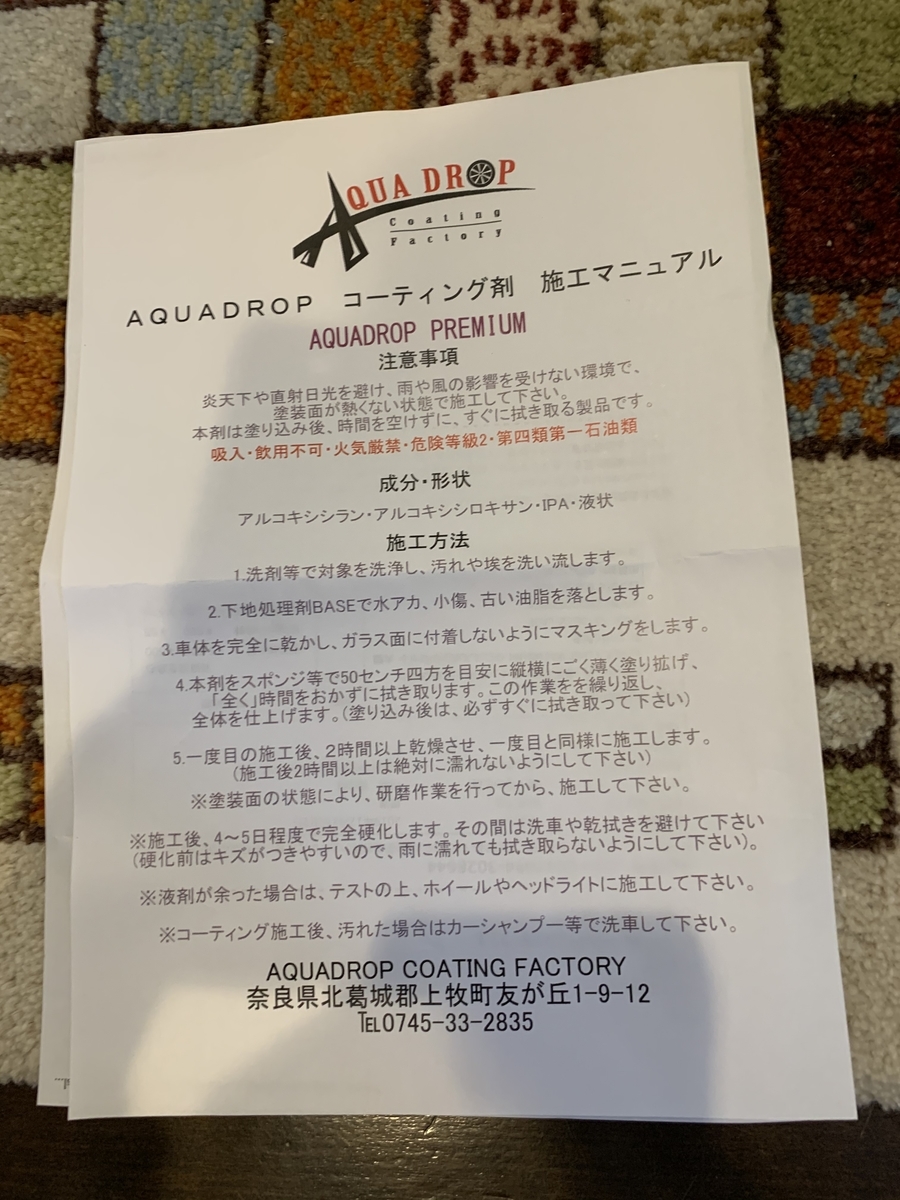 AQUA DROP
Coating
Factory
AQUADROP コーティング剤 施工マニュアル
AQUADROP PREMIUM
注意事項
炎天下や直射日光を避け、雨や風の影響を受けない環境で、
塗装面が熱くない状態で施工して下さい。
本剤は塗り込み後、時間を空けずに、すぐに拭き取る製品です。
吸入・飲用不可・火気厳禁・危険等級2・第四類第一石油類
成分・形状
アルコキシシラン・アルコキシシロキサン・IPA・液状
施工方法
1.洗剤等で対象を洗浄し、汚れや埃を洗い流します。
2.下地処理剤BASEで水アカ、小傷、古い油脂を落とします。
3.車体を完全に乾かし、ガラス面に付着しないようにマスキングをします。
4.本剤をスポンジ等で50センチ四方を目安に縦横にごく薄く塗り拡げ、
「全く」時間をおかずに拭き取ります。この作業をを繰り返し、
全体を仕上げます。(塗り込み後は、必ずすぐに拭き取って下さい)
5.一度目の施工後、2時間以上乾燥させ、一度目と同様に施工します。
(施工後2時間以上は絶対に濡れないようにして下さい)
※塗装面の状態により、研磨作業を行ってから、施工して下さい。
※施工後、4～5日程度で完全硬化します。その間は洗車や乾拭きを避けて下さい
(硬化前はキズがつきやすいので、雨に濡れても拭き取らないようにして下さい)。
※液剤が余った場合は、テストの上、ホイールやヘッドライトに施工して下さい。
※コーティング施工後、汚れた場合はカーシャンプー等で洗車して下さい。
AQUADROP COATING FACTORY
奈良県北葛城郡上牧町友が丘1-9-12
℡0745-33-2835